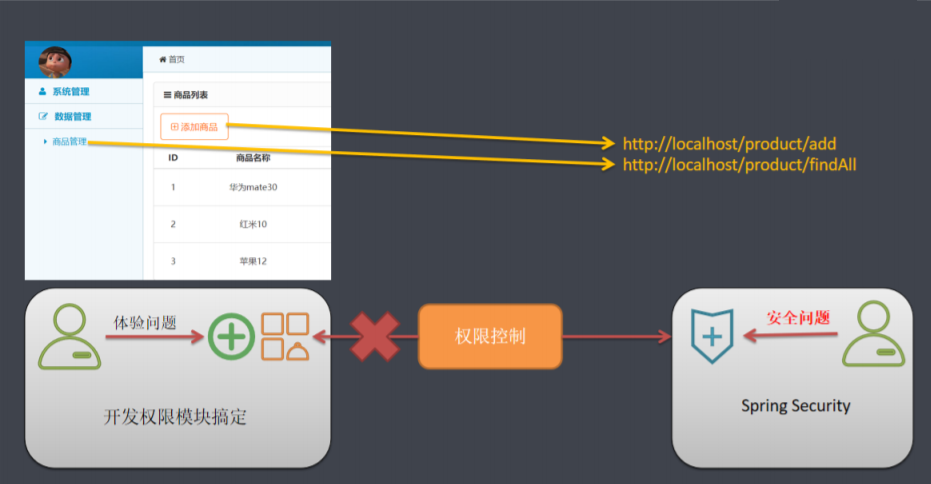 首页
系统管理
商品列表
数据管理
添加商品
商品管理
http://localhost/product/add
http://localhost/product/findAll
ID 商品名称
1 华为mate30
2 红米10
3 苹果12
体验问题
权限控制
安全问题
开发权限模块搞定
Spring Security